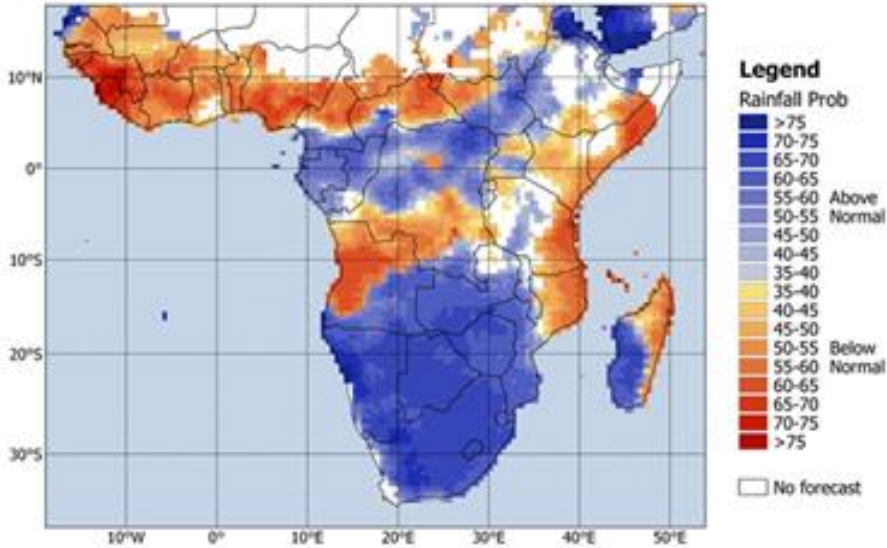 10°N
0°
10°S
20°S
30°S
10°W
0°
10°E
20°E
30°E
40°E
50°E
Legend
Rainfall Prob
>75
70-75
65-70
60-65
55-60 Above
50-55 Normal
45-50
40-45
35-40
35-40
40-45
45-50
50-55 Below
55-60 Normal
60-65
65-70
70-75
>75
No forecast